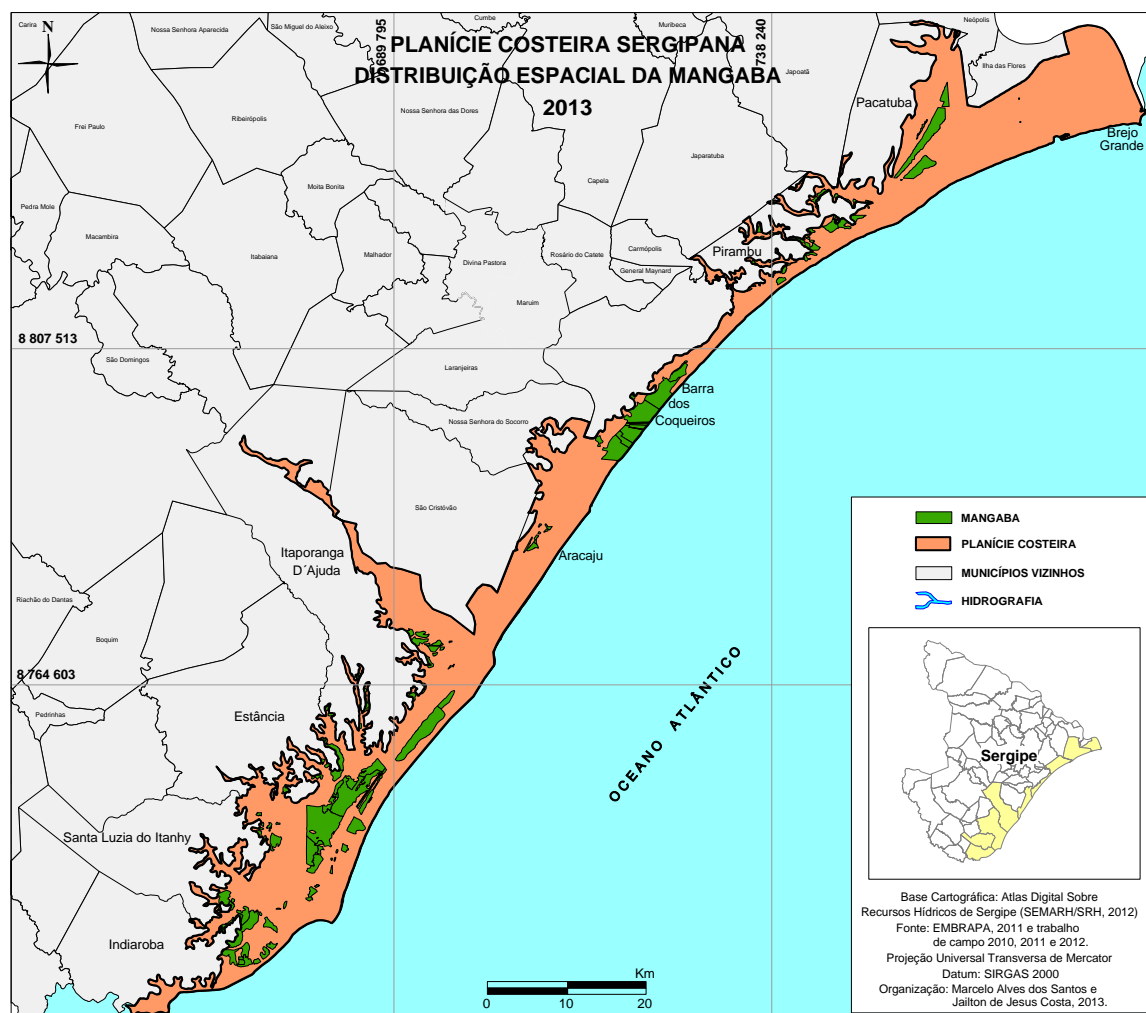 PLANÍCIE COSTEIRA SERGIPANA
DISTRIBUIÇÃO ESPACIAL DA MANGABA
2013
N
689 795
738 240
8 807 513
8 764 603
Carira
Nossa Senhora Aparecida
São Miguel do Aleixo
Cumbe
Muribeca
Neópolis
Ilha das Flores
Japoatã
Pacatuba
Brejo
Grande
Frei Paulo
Ribeirópolis
Nossa Senhora das Dores
Japaratuba
Capela
Moita Bonita
Pedra Mole
Macambira
Itabaiana
Malhador
Divina Pastora
Rosário do Catete
Carmópolis
General Maynard
Pirambu
Maruim
São Domingos
Laranjeiras
Barra
dos
Coqueiros
Nossa Senhora do Socorro
São Cristóvão
Aracaju
Itaporanga
D´Ajuda
Riachão do Dantas
Boquim
Pedrinhas
Estância
Santa Luzia do Itanhy
Indiaroba
OCEANO ATLÂNTICO
Km
0 10 20
MANGABA
PLANÍCIE COSTEIRA
MUNICÍPIOS VIZINHOS
HIDROGRAFIA
Sergipe
Base Cartográfica: Atlas Digital Sobre
Recursos Hídricos de Sergipe (SEMARH/SRH, 2012)
Fonte: EMBRAPA, 2011 e trabalho
de campo 2010, 2011 e 2012.
Projeção Universal Transversa de Mercator
Datum: SIRGAS 2000
Organização: Marcelo Alves dos Santos e
Jailton de Jesus Costa, 2013.